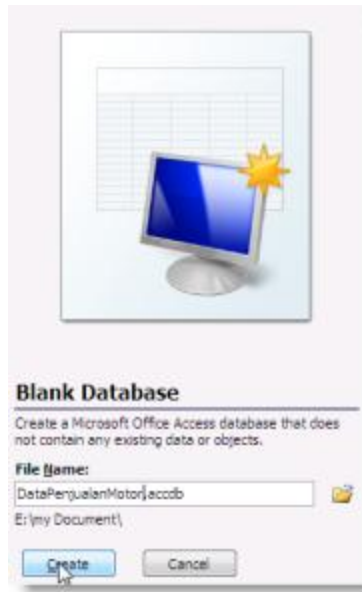 Blank Database
Create a Microsoft Office Access database that does
not contain any existing data or objects.
File Name:
DataPenjualanMotor.accdb
E:\my Document\
Create
Cancel